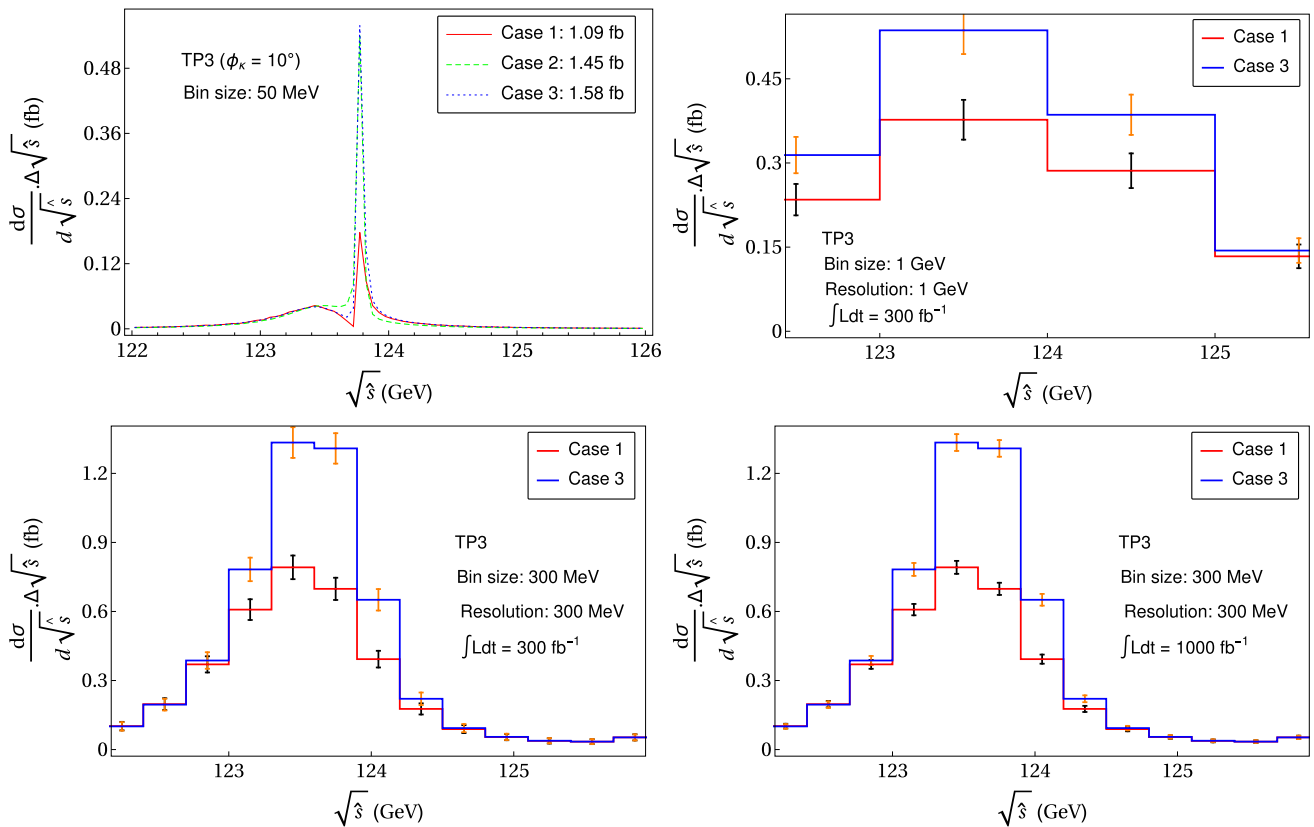 Case 1: 1.09 fb
Case 2: 1.45 fb
Case 3: 1.58 fb
TP3 (ϕκ = 10°)
Bin size: 50 MeV
0.48
0.36
0.24
0.12
0
122
123
124
125
126
dσ/d√ŝ .Δ√ŝ (fb)
√ŝ (GeV)
Case 1
Case 3
TP3
Bin size: 1 GeV
Resolution: 1 GeV
∫Ldt = 300 fb⁻¹
0.45
0.3
0.15
0
123
124
125
dσ/d√ŝ .Δ√ŝ (fb)
√ŝ (GeV)
Case 1
Case 3
TP3
Bin size: 300 MeV
Resolution: 300 MeV
∫Ldt = 300 fb⁻¹
1.2
0.9
0.6
0.3
0
123
124
125
dσ/d√ŝ .Δ√ŝ (fb)
√ŝ (GeV)
Case 1
Case 3
TP3
Bin size: 300 MeV
Resolution: 300 MeV
∫Ldt = 1000 fb⁻¹
1.2
0.9
0.6
0.3
0
123
124
125
dσ/d√ŝ .Δ√ŝ (fb)
√ŝ (GeV)